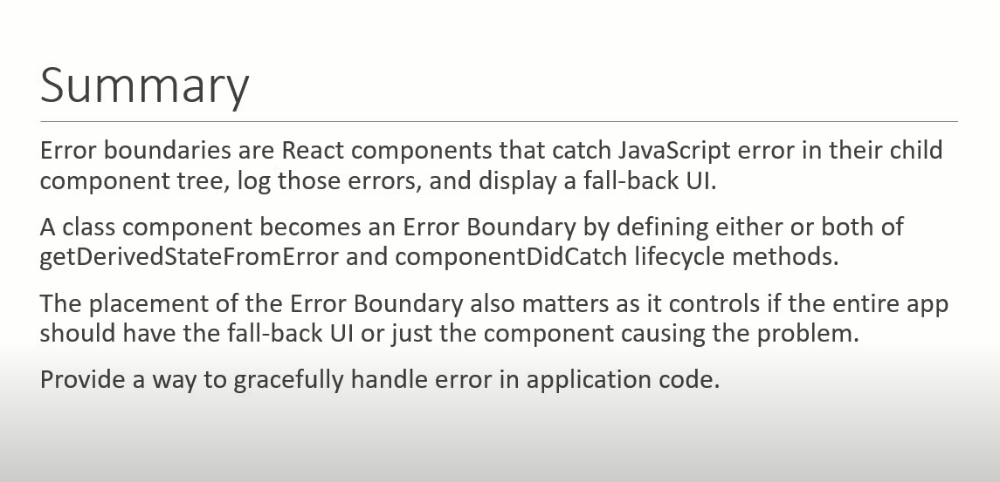 Summary
Error boundaries are React components that catch JavaScript error in their child
component tree, log those errors, and display a fall-back UI.
A class component becomes an Error Boundary by defining either or both of
getDerivedStateFromError and componentDidCatch lifecycle methods.
The placement of the Error Boundary also matters as it controls if the entire app
should have the fall-back UI or just the component causing the problem.
Provide a way to gracefully handle error in application code.